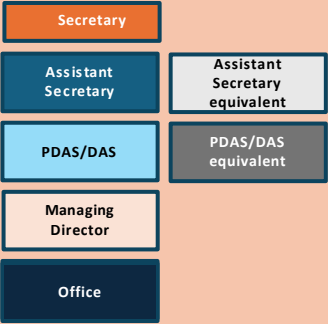 Secretary
Assistant
Secretary
Assistant
Secretary
equivalent
PDAS/DAS
PDAS/DAS
equivalent
Managing
Director
Office